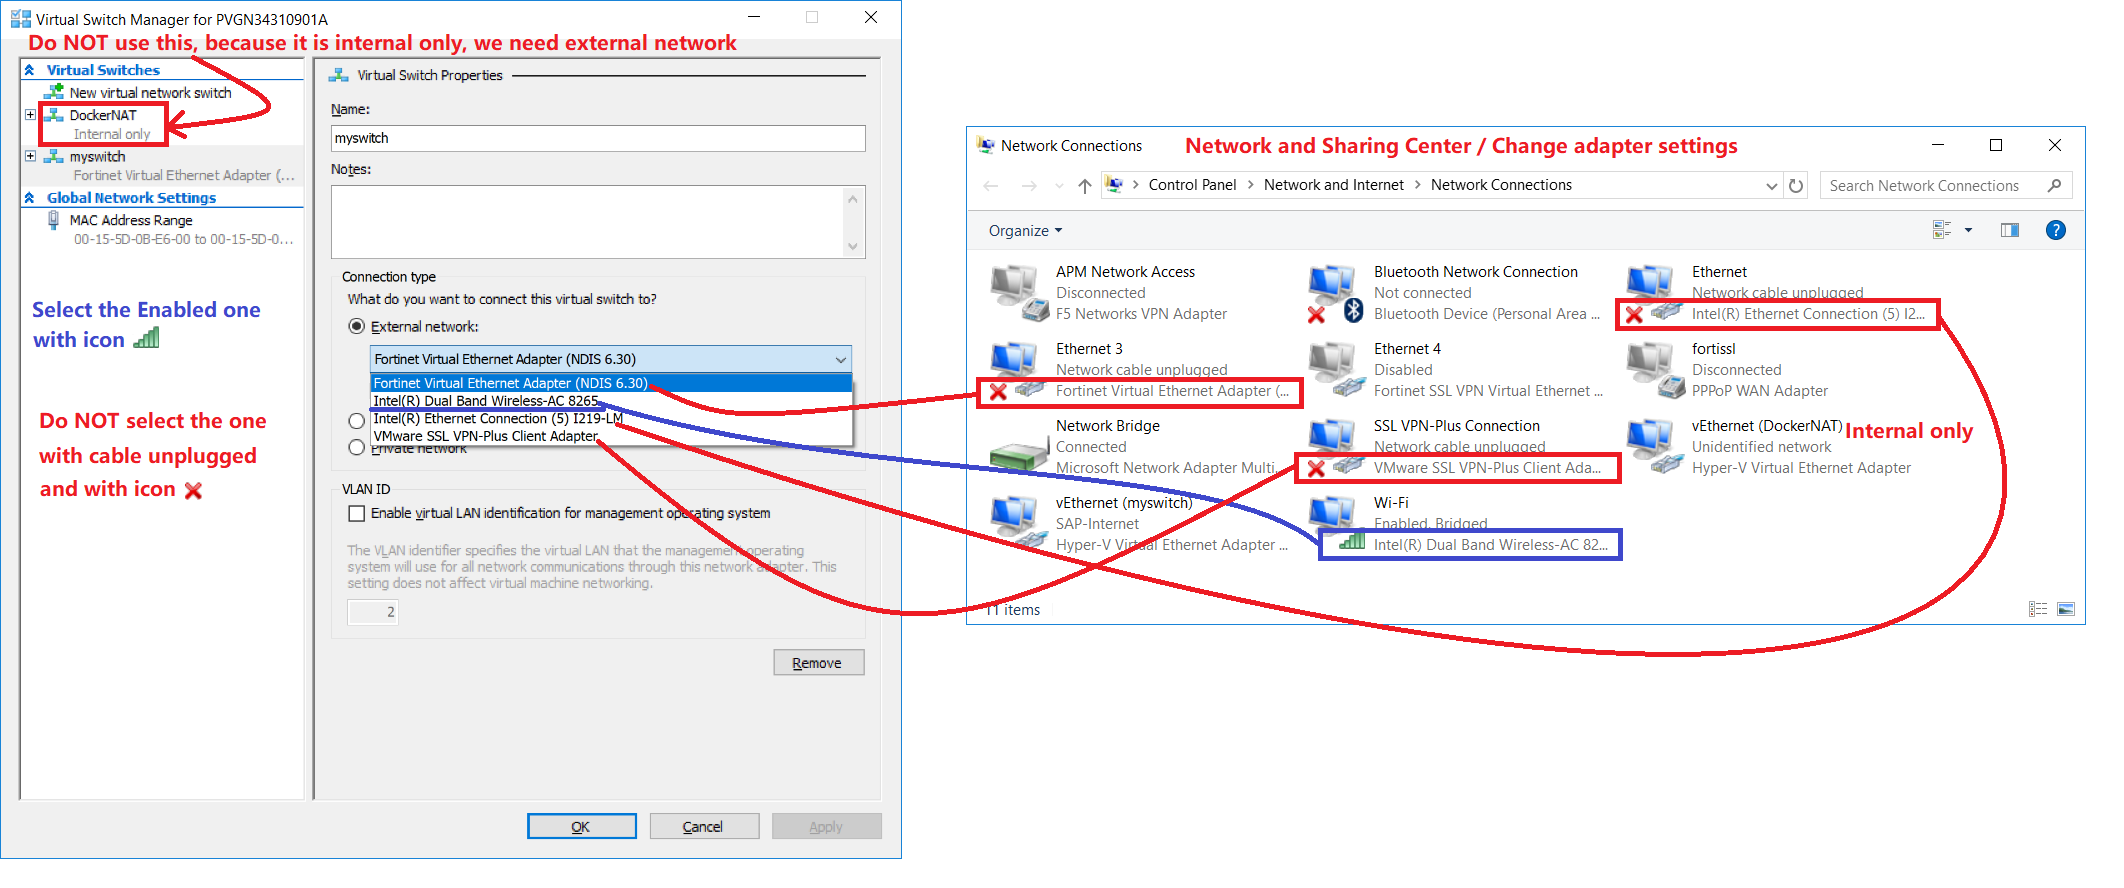 Virtual Switch Manager for PVGN34310901A
Do NOT use this, because it is internal only, we need external network
Virtual Switches
New virtual network switch
DockerNAT
Internal only
myswitch
Fortinet Virtual Ethernet Adapter (...
Global Network Settings
MAC Address Range
00-15-5D-0B-E6-00 to 00-15-5D-0...
Select the Enabled one
with icon
Do NOT select the one
with cable unplugged
and with icon
Virtual Switch Properties
Name:
myswitch
Notes:
Connection type
What do you want to connect this virtual switch to?
External network:
Fortinet Virtual Ethernet Adapter (NDIS 6.30)
Fortinet Virtual Ethernet Adapter (NDIS 6.30)
Intel(R) Dual Band Wireless-AC 8265
Intel(R) Ethernet Connection (5) I219-LM
VMware SSL VPN-Plus Client Adapter
Private network
VLAN ID
Enable virtual LAN identification for management operating system
The VLAN identifier specifies the virtual LAN that the management operating
system will use for all network communications through this network adapter. This
setting does not affect virtual machine networking.
2
Remove
OK
Cancel
Apply
Network Connections
Network and Sharing Center / Change adapter settings
Control Panel > Network and Internet > Network Connections
Search Network Connections
Organize
APM Network Access
Disconnected
F5 Networks VPN Adapter
Bluetooth Network Connection
Not connected
Bluetooth Device (Personal Area ...
Ethernet
Network cable unplugged
Intel(R) Ethernet Connection (5) I2...
Ethernet 3
Network cable unplugged
Fortinet Virtual Ethernet Adapter (...
Ethernet 4
Disabled
Fortinet SSL VPN Virtual Ethernet ...
fortissl
Disconnected
PPPoP WAN Adapter
Network Bridge
Connected
Microsoft Network Adapter Multi...
SSL VPN-Plus Connection
Network cable unplugged
VMware SSL VPN-Plus Client Ada...
vEthernet (DockerNAT)
Internal only
Unidentified network
Hyper-V Virtual Ethernet Adapter
vEthernet (myswitch)
SAP-Internet
Hyper-V Virtual Ethernet Adapter ...
Wi-Fi
Enabled, Bridged
Intel(R) Dual Band Wireless-AC 82...
11 items